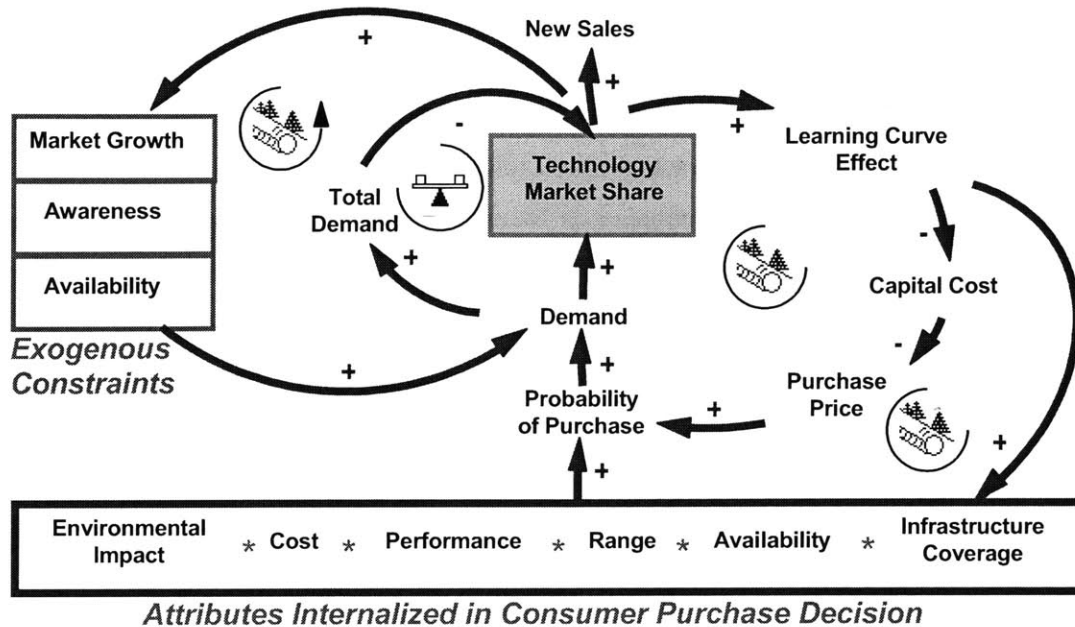 New Sales
+
+
+
Market Growth
Awareness
Availability
Exogenous
Constraints
Total
Demand
-
Technology
Market Share
Learning Curve
Effect
-
Capital Cost
-
Purchase
Price
+
+
+
Demand
+
+
Probability
of Purchase
+
+
+
Environmental
Impact
* Cost * Performance * Range * Availability *
Infrastructure
Coverage
Attributes Internalized in Consumer Purchase Decision